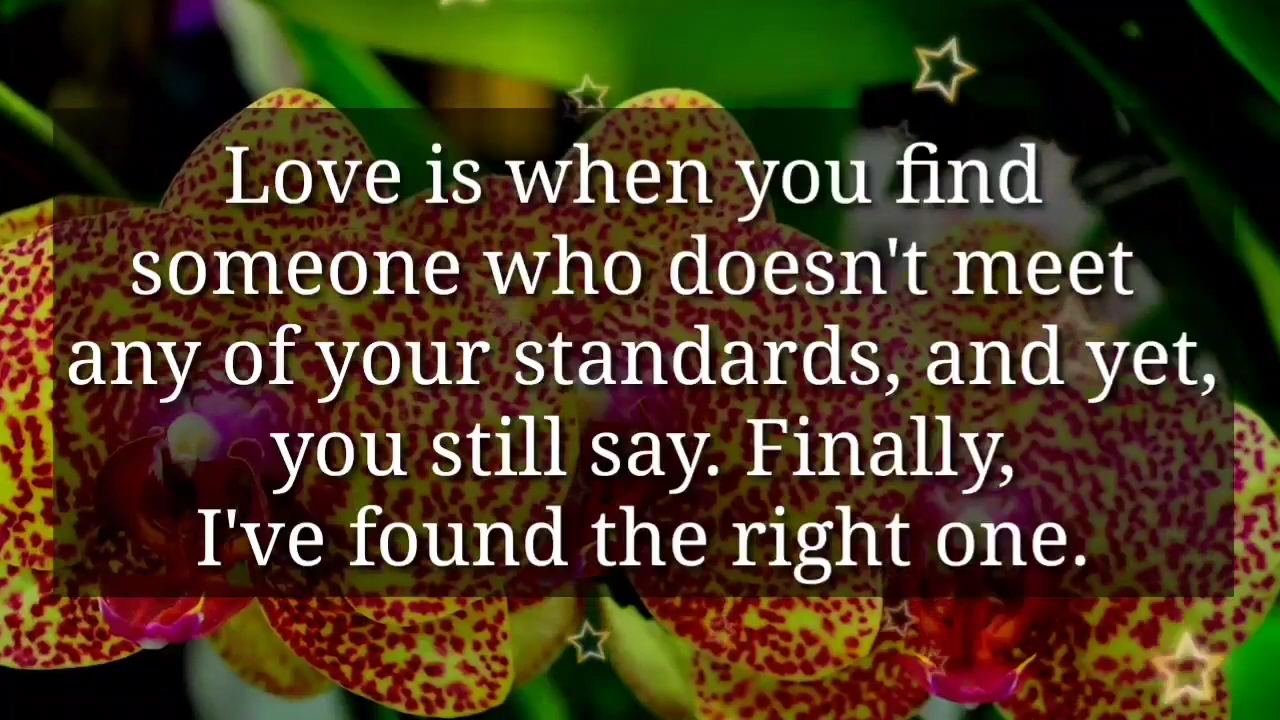 Love is when you find
someone who doesn't meet
any of your standards, and yet,
you still say. Finally,
I've found the right one.